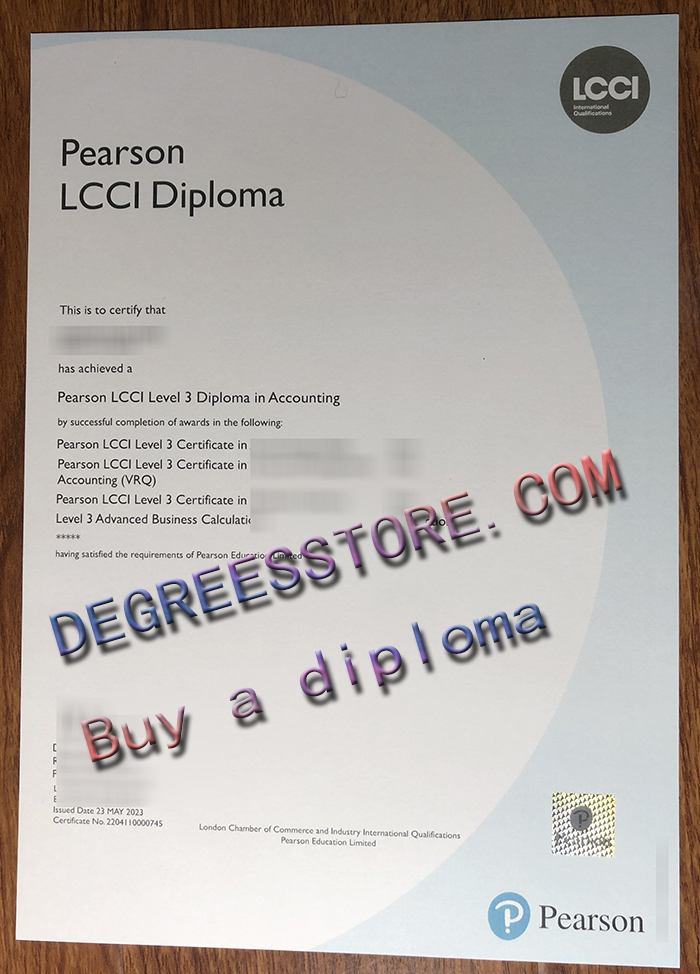 LCCI
International
Qualifications
Pearson
LCCI Diploma
This is to certify that
has achieved a
Pearson LCCI Level 3 Diploma in Accounting
by successful completion of awards in the following:
Pearson LCCI Level 3 Certificate in
Pearson LCCI Level 3 Certificate in
Accounting (VRQ)
Pearson LCCI Level 3 Certificate in
Level 3 Advanced Business
*****
having satisfied the requirements of Pearson Education Limited
DEGREESSTORE.COM
Buy a diploma
Issued Date 23 MAY 2023
Certificate No. 2204110000745
London Chamber of Commerce and Industry International Qualifications
Pearson Education Limited
Pearson